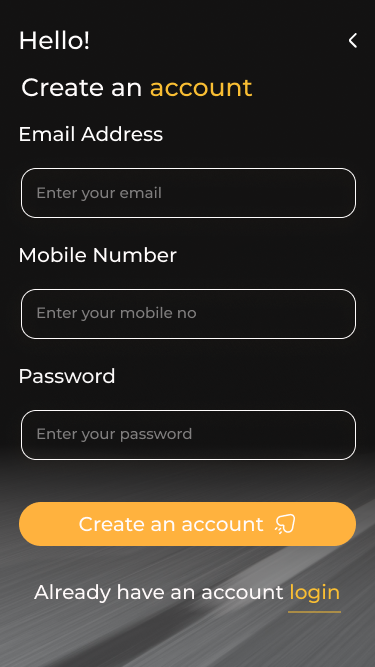 Hello!
Create an account
Email Address
Enter your email
Mobile Number
Enter your mobile no
Password
Enter your password
Create an account
Already have an account login